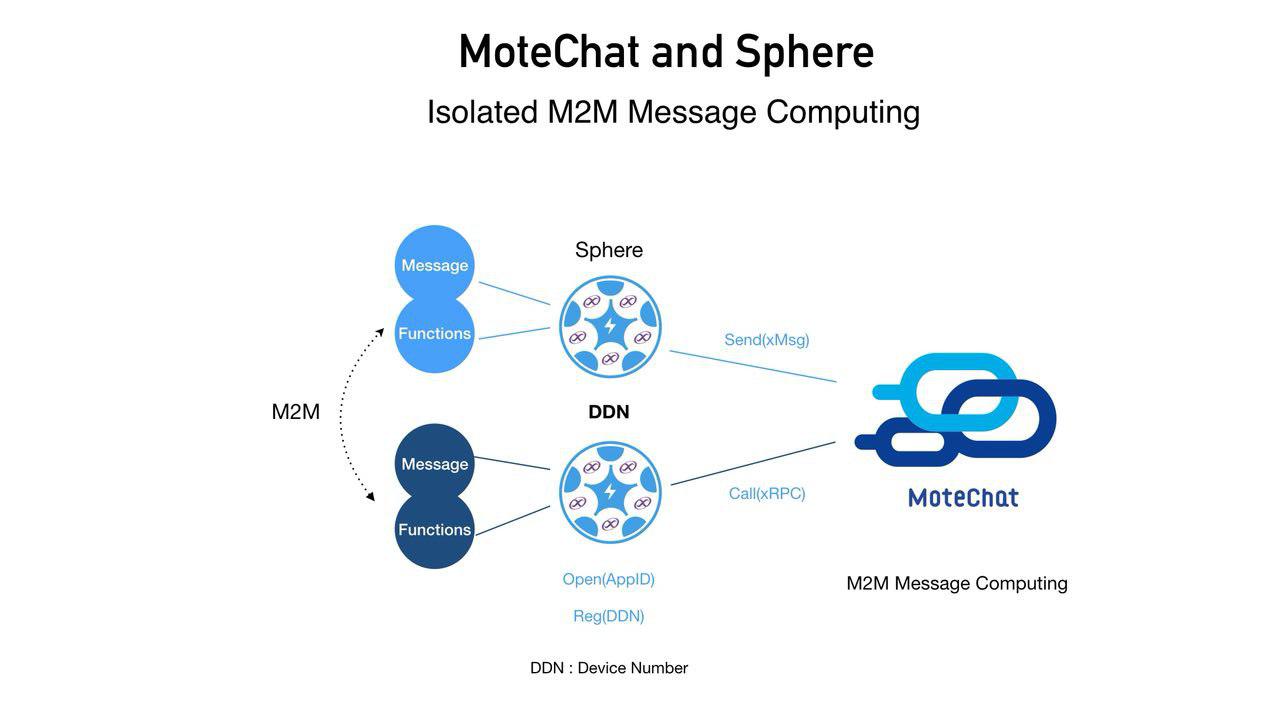 MoteChat and Sphere
Isolated M2M Message Computing
Message
Functions
Sphere
Send(xMsg)
M2M
DDN
Message
Functions
Call(xRPC)
MoteChat
Open(AppID)
Reg(DDN)
M2M Message Computing
DDN : Device Number